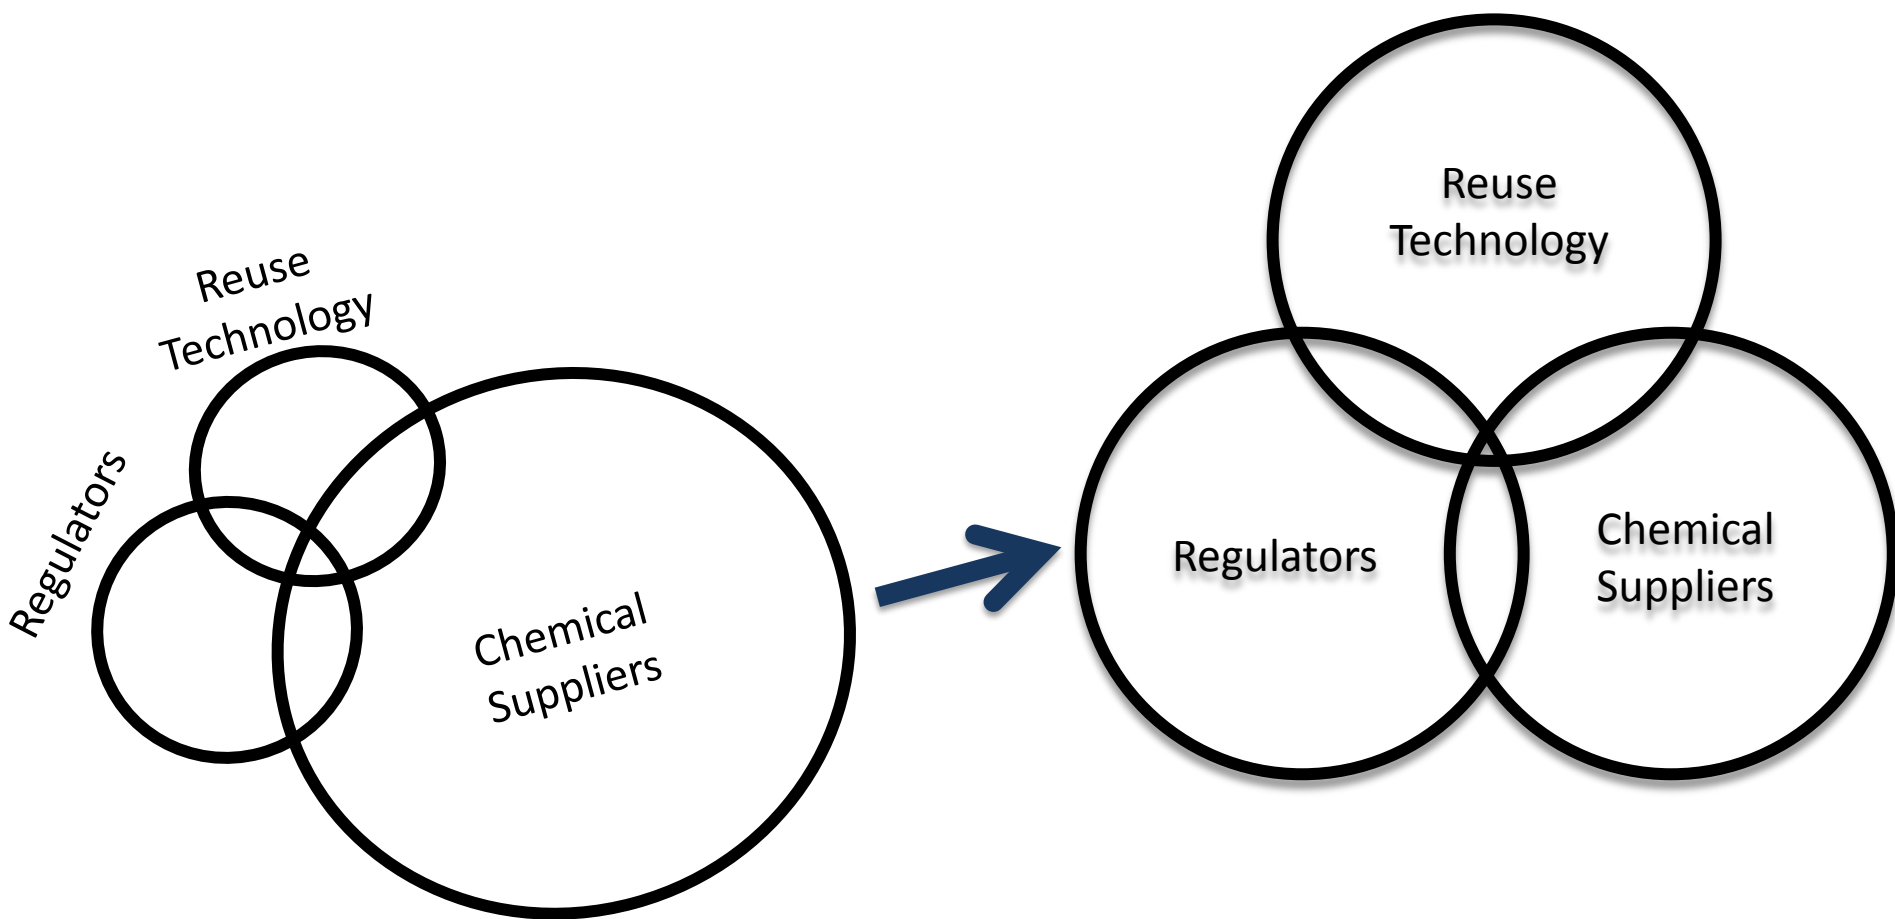 Reuse
Technology
Regulators
Chemical
Suppliers
Reuse
Technology
Regulators
Chemical
Suppliers